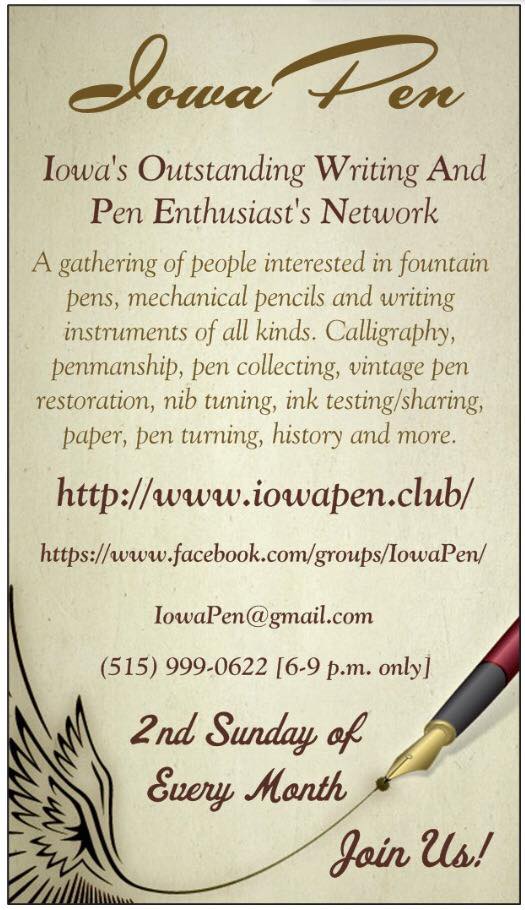 Iowa Pen
Iowa's Outstanding Writing And
Pen Enthusiast's Network
A gathering of people interested in fountain
pens, mechanical pencils and writing
instruments of all kinds. Calligraphy,
penmanship, pen collecting, vintage pen
restoration, nib tuning, ink testing/sharing,
paper, pen turning, history and more.
http://www.iowapen.club/
https://www.facebook.com/groups/IowaPen/
IowaPen@gmail.com
(515) 999-0622 [6-9 p.m. only]
2nd Sunday of
Every Month
Join Us!